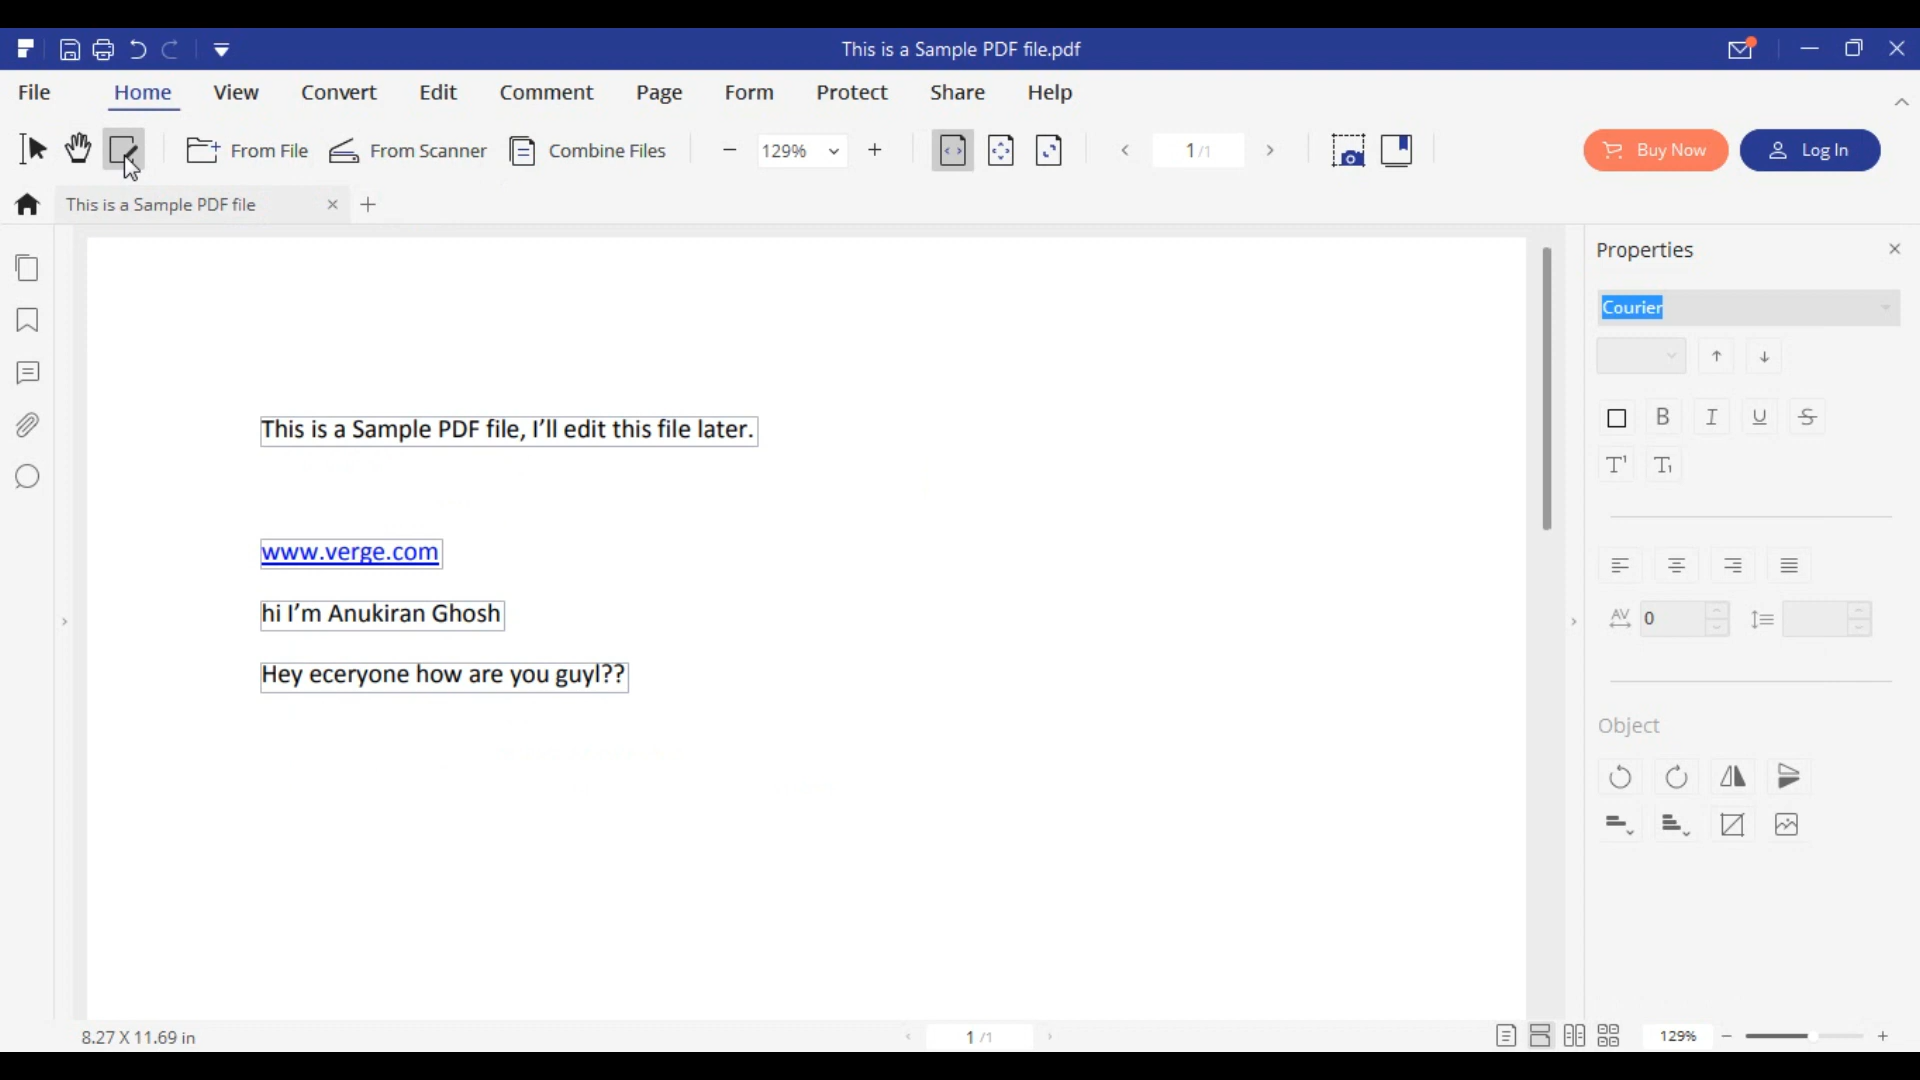 This is a Sample PDF file.pdf
File Home View Convert Edit Comment Page Form Protect Share Help
From File From Scanner Combine Files 129% 1/1 Buy Now Log In
This is a Sample PDF file
Properties
Courier
B I U S
T¹ T₁
AV 0
Object
This is a Sample PDF file, I’ll edit this file later.
www.verge.com
hi I’m Anukiran Ghosh
Hey eceryone how are you guyl??
8.27 X 11.69 in 1 /1 129%